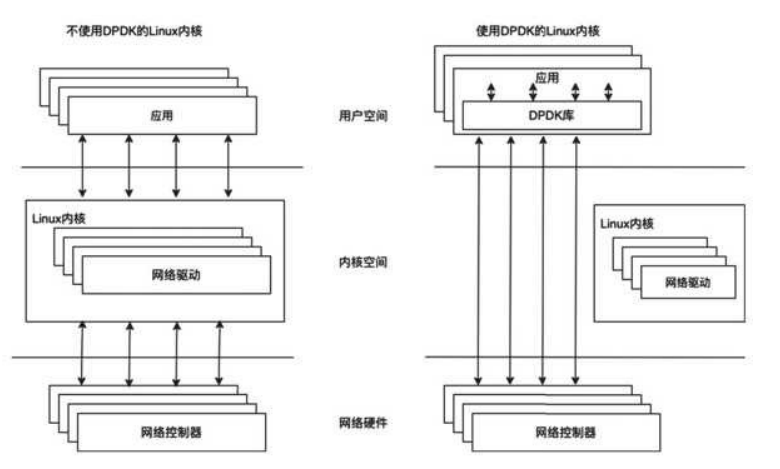 不使用DPDK的Linux内核
使用DPDK的Linux内核
应用
用户空间
应用
DPDK库
Linux内核
网络驱动
内核空间
Linux内核
网络驱动
网络控制器
网络硬件
网络控制器